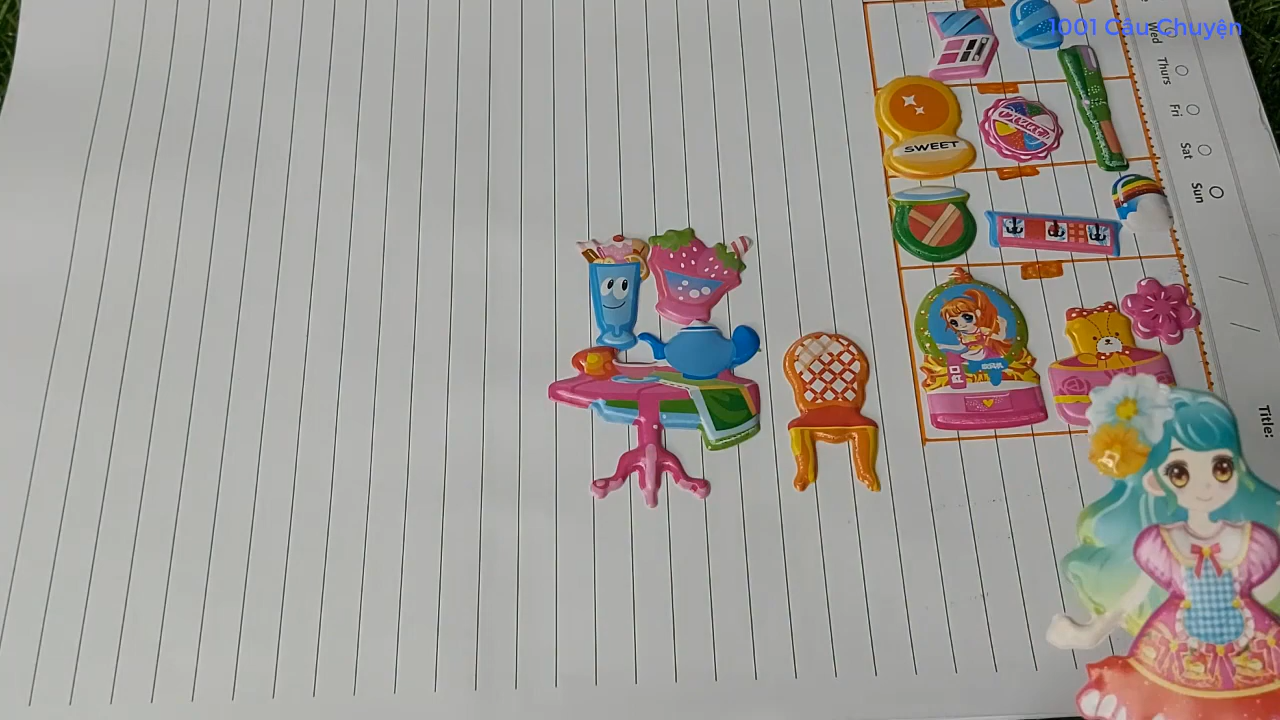 1001 Câu Chuyện
Wed
Thurs
Fri
Sat
Sun
Title:
SWEET